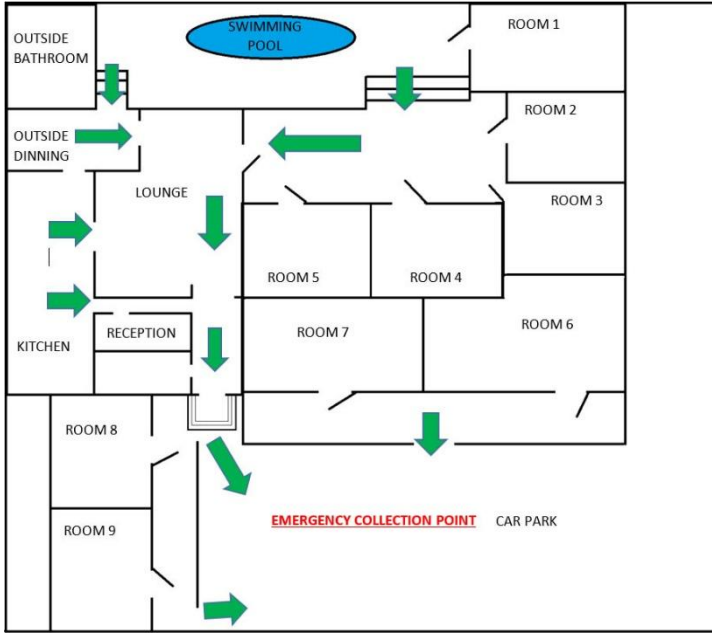 OUTSIDE
BATHROOM
SWIMMING
POOL
ROOM 1
ROOM 2
OUTSIDE
DINNING
LOUNGE
ROOM 3
ROOM 5
ROOM 4
RECEPTION
KITCHEN
ROOM 7
ROOM 6
ROOM 8
ROOM 9
EMERGENCY COLLECTION POINT CAR PARK